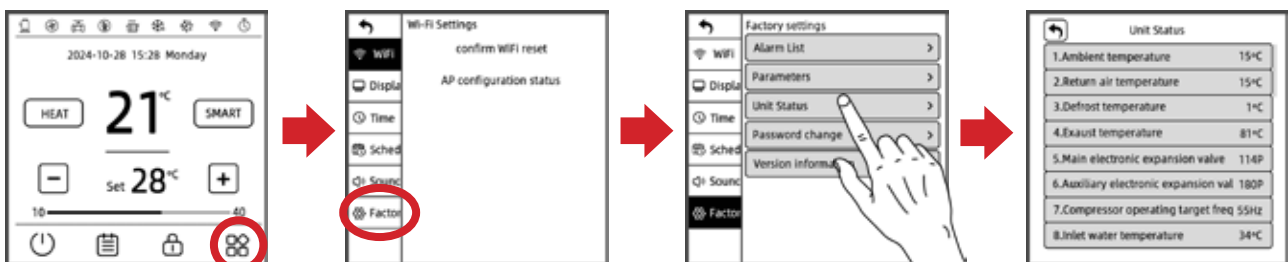 2024-10-28 15:28 Monday
HEAT
21°C
SMART
−
Set 28°C
+
10
40
Wi-Fi Settings
WiFi
confirm WiFi reset
Displa
AP configuration status
Time
Sched
Sounc
Factor
Factory settings
WiFi
Alarm List >
Displa
Parameters >
Time
Unit Status
Sched
Password change >
Sounc
Version informa
Factor
Unit Status
1.Ambient temperature 15°C
2.Return air temperature 15°C
3.Defrost temperature 1°C
4.Exaust temperature 81°C
5.Main electronic expansion valve 114P
6.Auxiliary electronic expansion val 180P
7.Compressor operating target freq 55Hz
8.Inlet water temperature 34°C